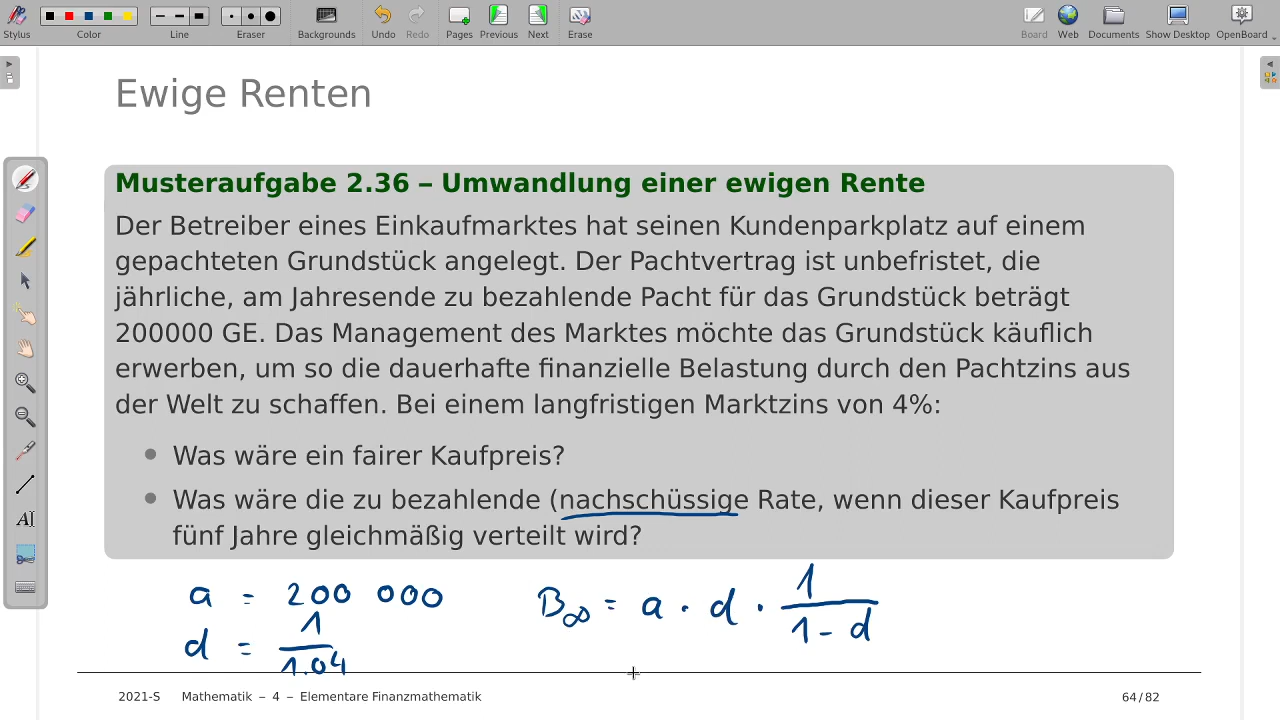 Stylus Color Line Eraser Backgrounds Undo Redo Pages Previous Next Erase Board Web Documents Show Desktop OpenBoard
Ewige Renten
Musteraufgabe 2.36 – Umwandlung einer ewigen Rente
Der Betreiber eines Einkaufmarktes hat seinen Kundenparkplatz auf einem
gepachteten Grundstück angelegt. Der Pachtvertrag ist unbefristet, die
jährliche, am Jahresende zu bezahlende Pacht für das Grundstück beträgt
200000 GE. Das Management des Marktes möchte das Grundstück käuflich
erwerben, um so die dauerhafte finanzielle Belastung durch den Pachtzins aus
der Welt zu schaffen. Bei einem langfristigen Marktzins von 4%:
• Was wäre ein fairer Kaufpreis?
• Was wäre die zu bezahlende (nachschüssige Rate, wenn dieser Kaufpreis
fünf Jahre gleichmäßig verteilt wird?
a = 200 000
d = 1/1.04
B∞ = a · d · 1/(1-d)
2021-S Mathematik – 4 – Elementare Finanzmathematik 64/82